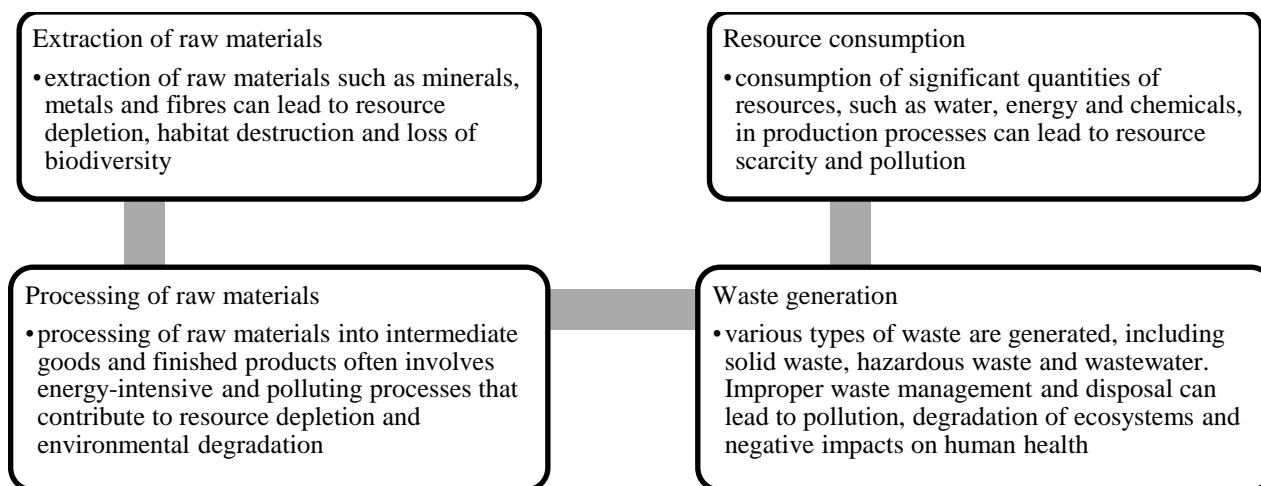 Extraction of raw materials
•extraction of raw materials such as minerals,
metals and fibres can lead to resource
depletion, habitat destruction and loss of
biodiversity
Processing of raw materials
•processing of raw materials into intermediate
goods and finished products often involves
energy-intensive and polluting processes that
contribute to resource depletion and
environmental degradation
Waste generation
•various types of waste are generated, including
solid waste, hazardous waste and wastewater.
Improper waste management and disposal can
lead to pollution, degradation of ecosystems and
negative impacts on human health
Resource consumption
•consumption of significant quantities of
resources, such as water, energy and chemicals,
in production processes can lead to resource
scarcity and pollution